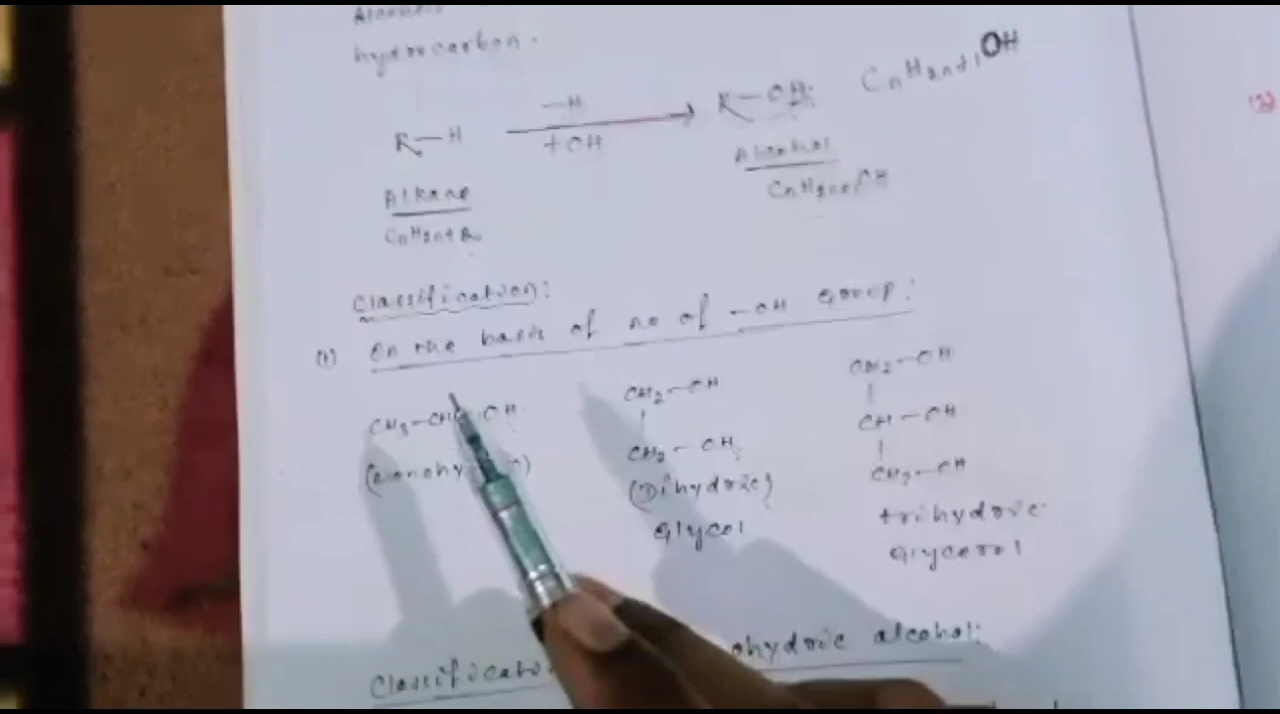 hydrocarbon.
R—H —H +OH R—OH CnH2n+1OH
Alkane Alcohol
CnH2n+2 CnH2n+1OH
Classification:
(1) On the basis of no of —OH group:
CH3—CH2 OH CH2—OH CH2—OH
CH2—OH CH—OH
CH2—OH
(Dihydric) trihydric
Glycol Glycerol
ohydric alcohol:
(2)